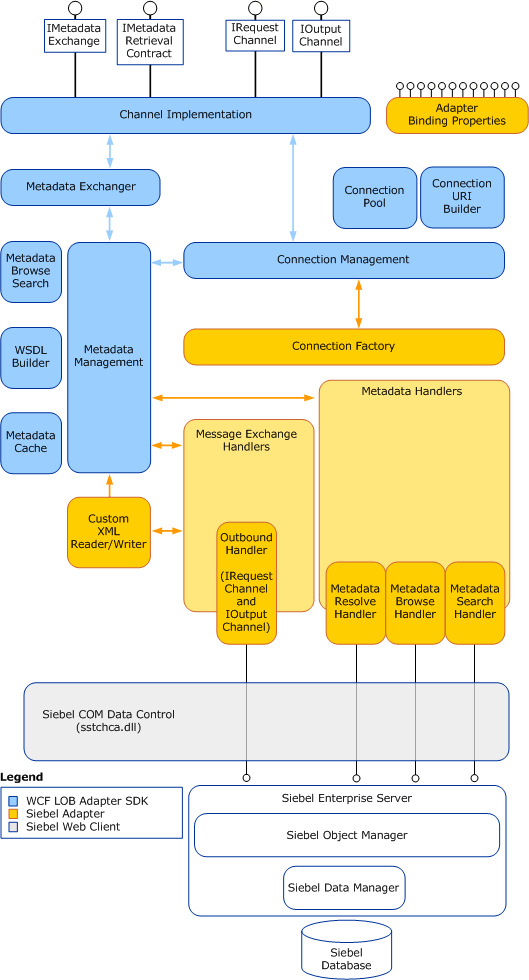 IMetadata
Exchange
IMetadata
Retrieval
Contract
IRequest
Channel
IOutput
Channel
Channel Implementation
Adapter
Binding Properties
Metadata Exchanger
Connection
Pool
Connection
URI
Builder
Metadata
Browse
Search
Metadata
Management
Connection Management
WSDL
Builder
Connection Factory
Metadata
Cache
Metadata Handlers
Message Exchange
Handlers
Custom
XML
Reader/Writer
Outbound
Handler
(IRequest
Channel
and
IOutput
Channel)
Metadata
Resolve
Handler
Metadata
Browse
Handler
Metadata
Search
Handler
Siebel COM Data Control
(sstchca.dll)
Legend
WCF LOB Adapter SDK
Siebel Adapter
Siebel Web Client
Siebel Enterprise Server
Siebel Object Manager
Siebel Data Manager
Siebel
Database